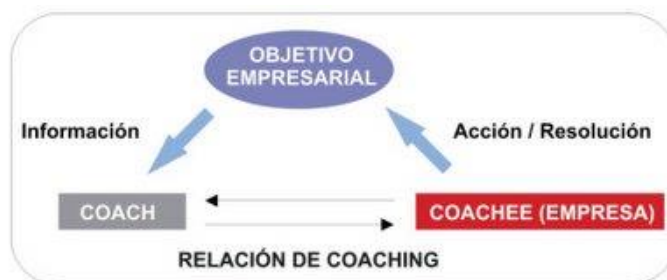 OBJETIVO
EMPRESARIAL
Información
Acción / Resolución
COACH
COACHEE (EMPRESA)
RELACIÓN DE COACHING